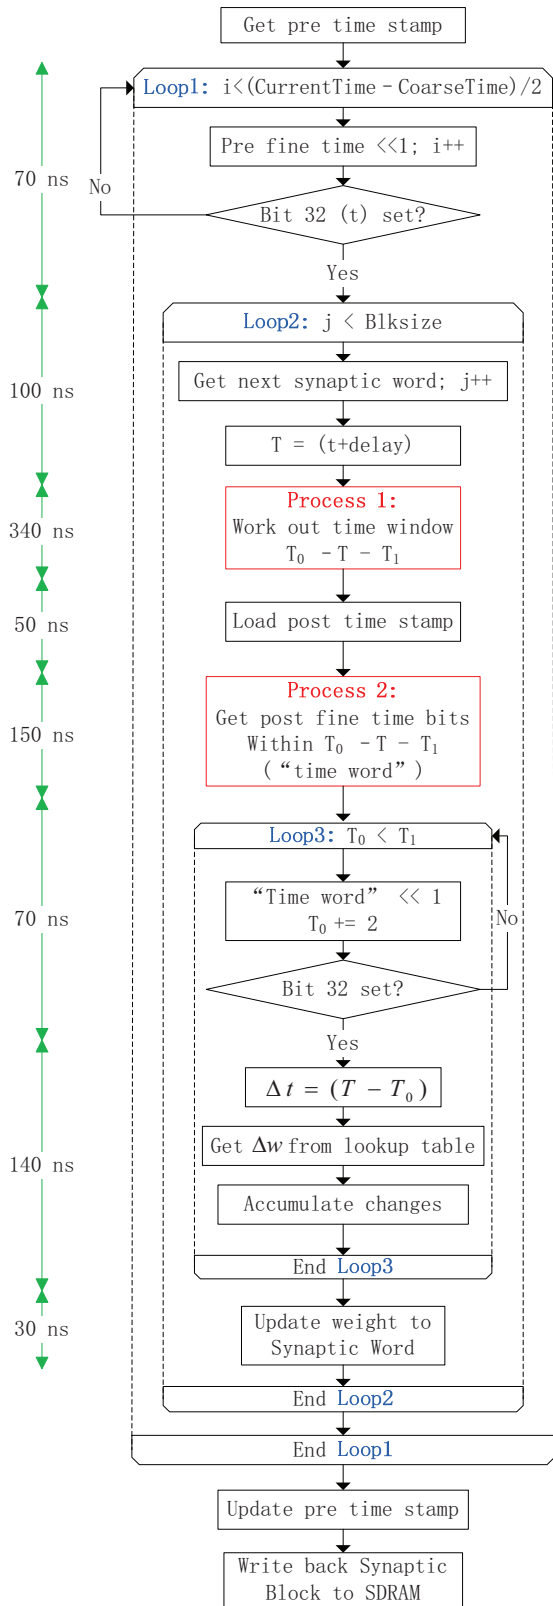 Get pre time stamp
Loop1: i<(CurrentTime－CoarseTime)/2
Pre fine time <<1; i++
70 ns
No
Bit 32 (t) set?
Yes
Loop2: j < Blksize
Get next synaptic word; j++
100 ns
T = (t+delay)
Process 1:
Work out time window
T₀ －T － T₁
340 ns
50 ns
Load post time stamp
Process 2:
Get post fine time bits
Within T₀ －T － T₁
(“time word”)
150 ns
Loop3: T₀ < T₁
“Time word” << 1
T₀ += 2
70 ns
No
Bit 32 set?
Yes
Δt = (T − T₀)
Get Δw from lookup table
140 ns
Accumulate changes
End Loop3
30 ns
Update weight to
Synaptic Word
End Loop2
End Loop1
Update pre time stamp
Write back Synaptic
Block to SDRAM